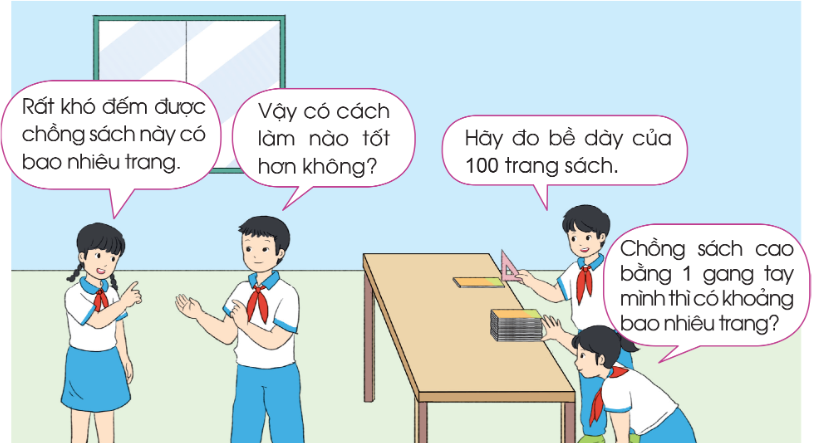 Rất khó đếm được
chồng sách này có
bao nhiêu trang.
Vậy có cách
làm nào tốt
hơn không?
Hãy đo bề dày của
100 trang sách.
Chồng sách cao
bằng 1 gang tay
mình thì có khoảng
bao nhiêu trang?